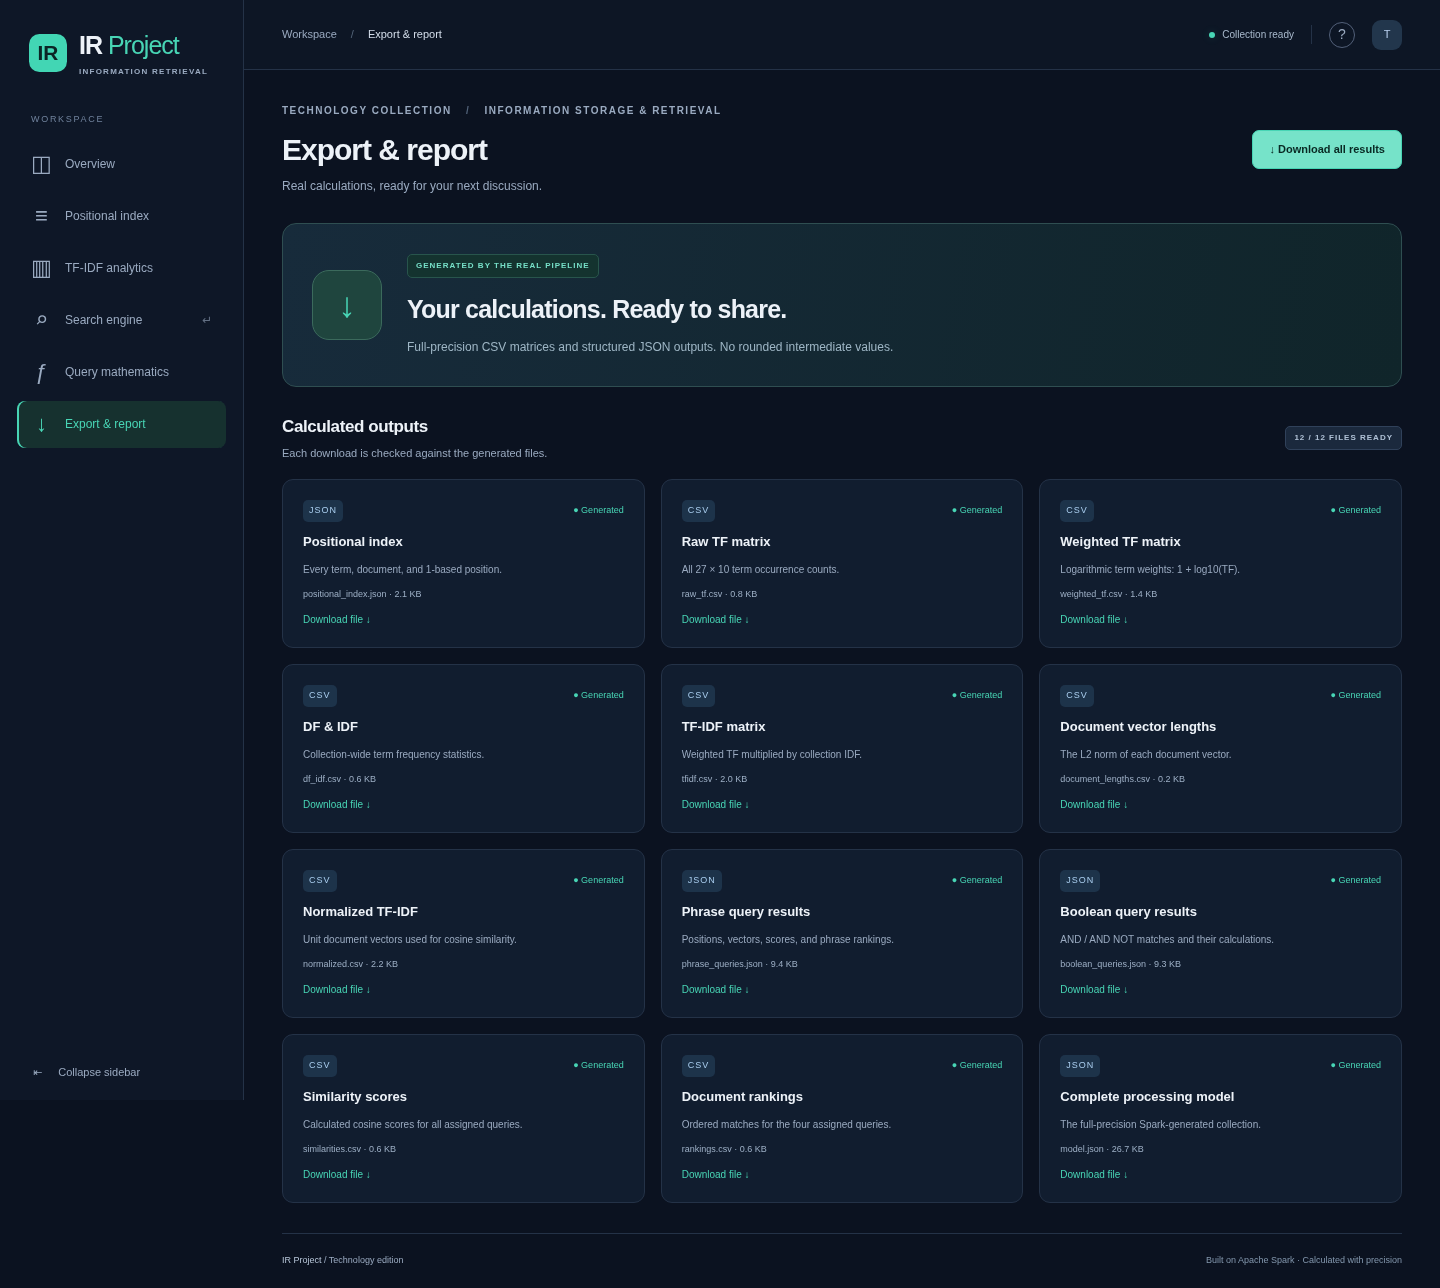 IR
IR Project
INFORMATION RETRIEVAL
WORKSPACE
Overview
Positional index
TF-IDF analytics
Search engine ↵
Query mathematics
Export & report
Collapse sidebar
Workspace / Export & report
Collection ready
?
T
TECHNOLOGY COLLECTION / INFORMATION STORAGE & RETRIEVAL
Export & report
Real calculations, ready for your next discussion.
↓ Download all results
GENERATED BY THE REAL PIPELINE
Your calculations. Ready to share.
Full-precision CSV matrices and structured JSON outputs. No rounded intermediate values.
Calculated outputs
Each download is checked against the generated files.
12 / 12 FILES READY
JSON ● Generated
Positional index
Every term, document, and 1-based position.
positional_index.json · 2.1 KB
Download file ↓
CSV ● Generated
Raw TF matrix
All 27 × 10 term occurrence counts.
raw_tf.csv · 0.8 KB
Download file ↓
CSV ● Generated
Weighted TF matrix
Logarithmic term weights: 1 + log10(TF).
weighted_tf.csv · 1.4 KB
Download file ↓
CSV ● Generated
DF & IDF
Collection-wide term frequency statistics.
df_idf.csv · 0.6 KB
Download file ↓
CSV ● Generated
TF-IDF matrix
Weighted TF multiplied by collection IDF.
tfidf.csv · 2.0 KB
Download file ↓
CSV ● Generated
Document vector lengths
The L2 norm of each document vector.
document_lengths.csv · 0.2 KB
Download file ↓
CSV ● Generated
Normalized TF-IDF
Unit document vectors used for cosine similarity.
normalized.csv · 2.2 KB
Download file ↓
JSON ● Generated
Phrase query results
Positions, vectors, scores, and phrase rankings.
phrase_queries.json · 9.4 KB
Download file ↓
JSON ● Generated
Boolean query results
AND / AND NOT matches and their calculations.
boolean_queries.json · 9.3 KB
Download file ↓
CSV ● Generated
Similarity scores
Calculated cosine scores for all assigned queries.
similarities.csv · 0.6 KB
Download file ↓
CSV ● Generated
Document rankings
Ordered matches for the four assigned queries.
rankings.csv · 0.6 KB
Download file ↓
JSON ● Generated
Complete processing model
The full-precision Spark-generated collection.
model.json · 26.7 KB
Download file ↓
IR Project / Technology edition
Built on Apache Spark · Calculated with precision